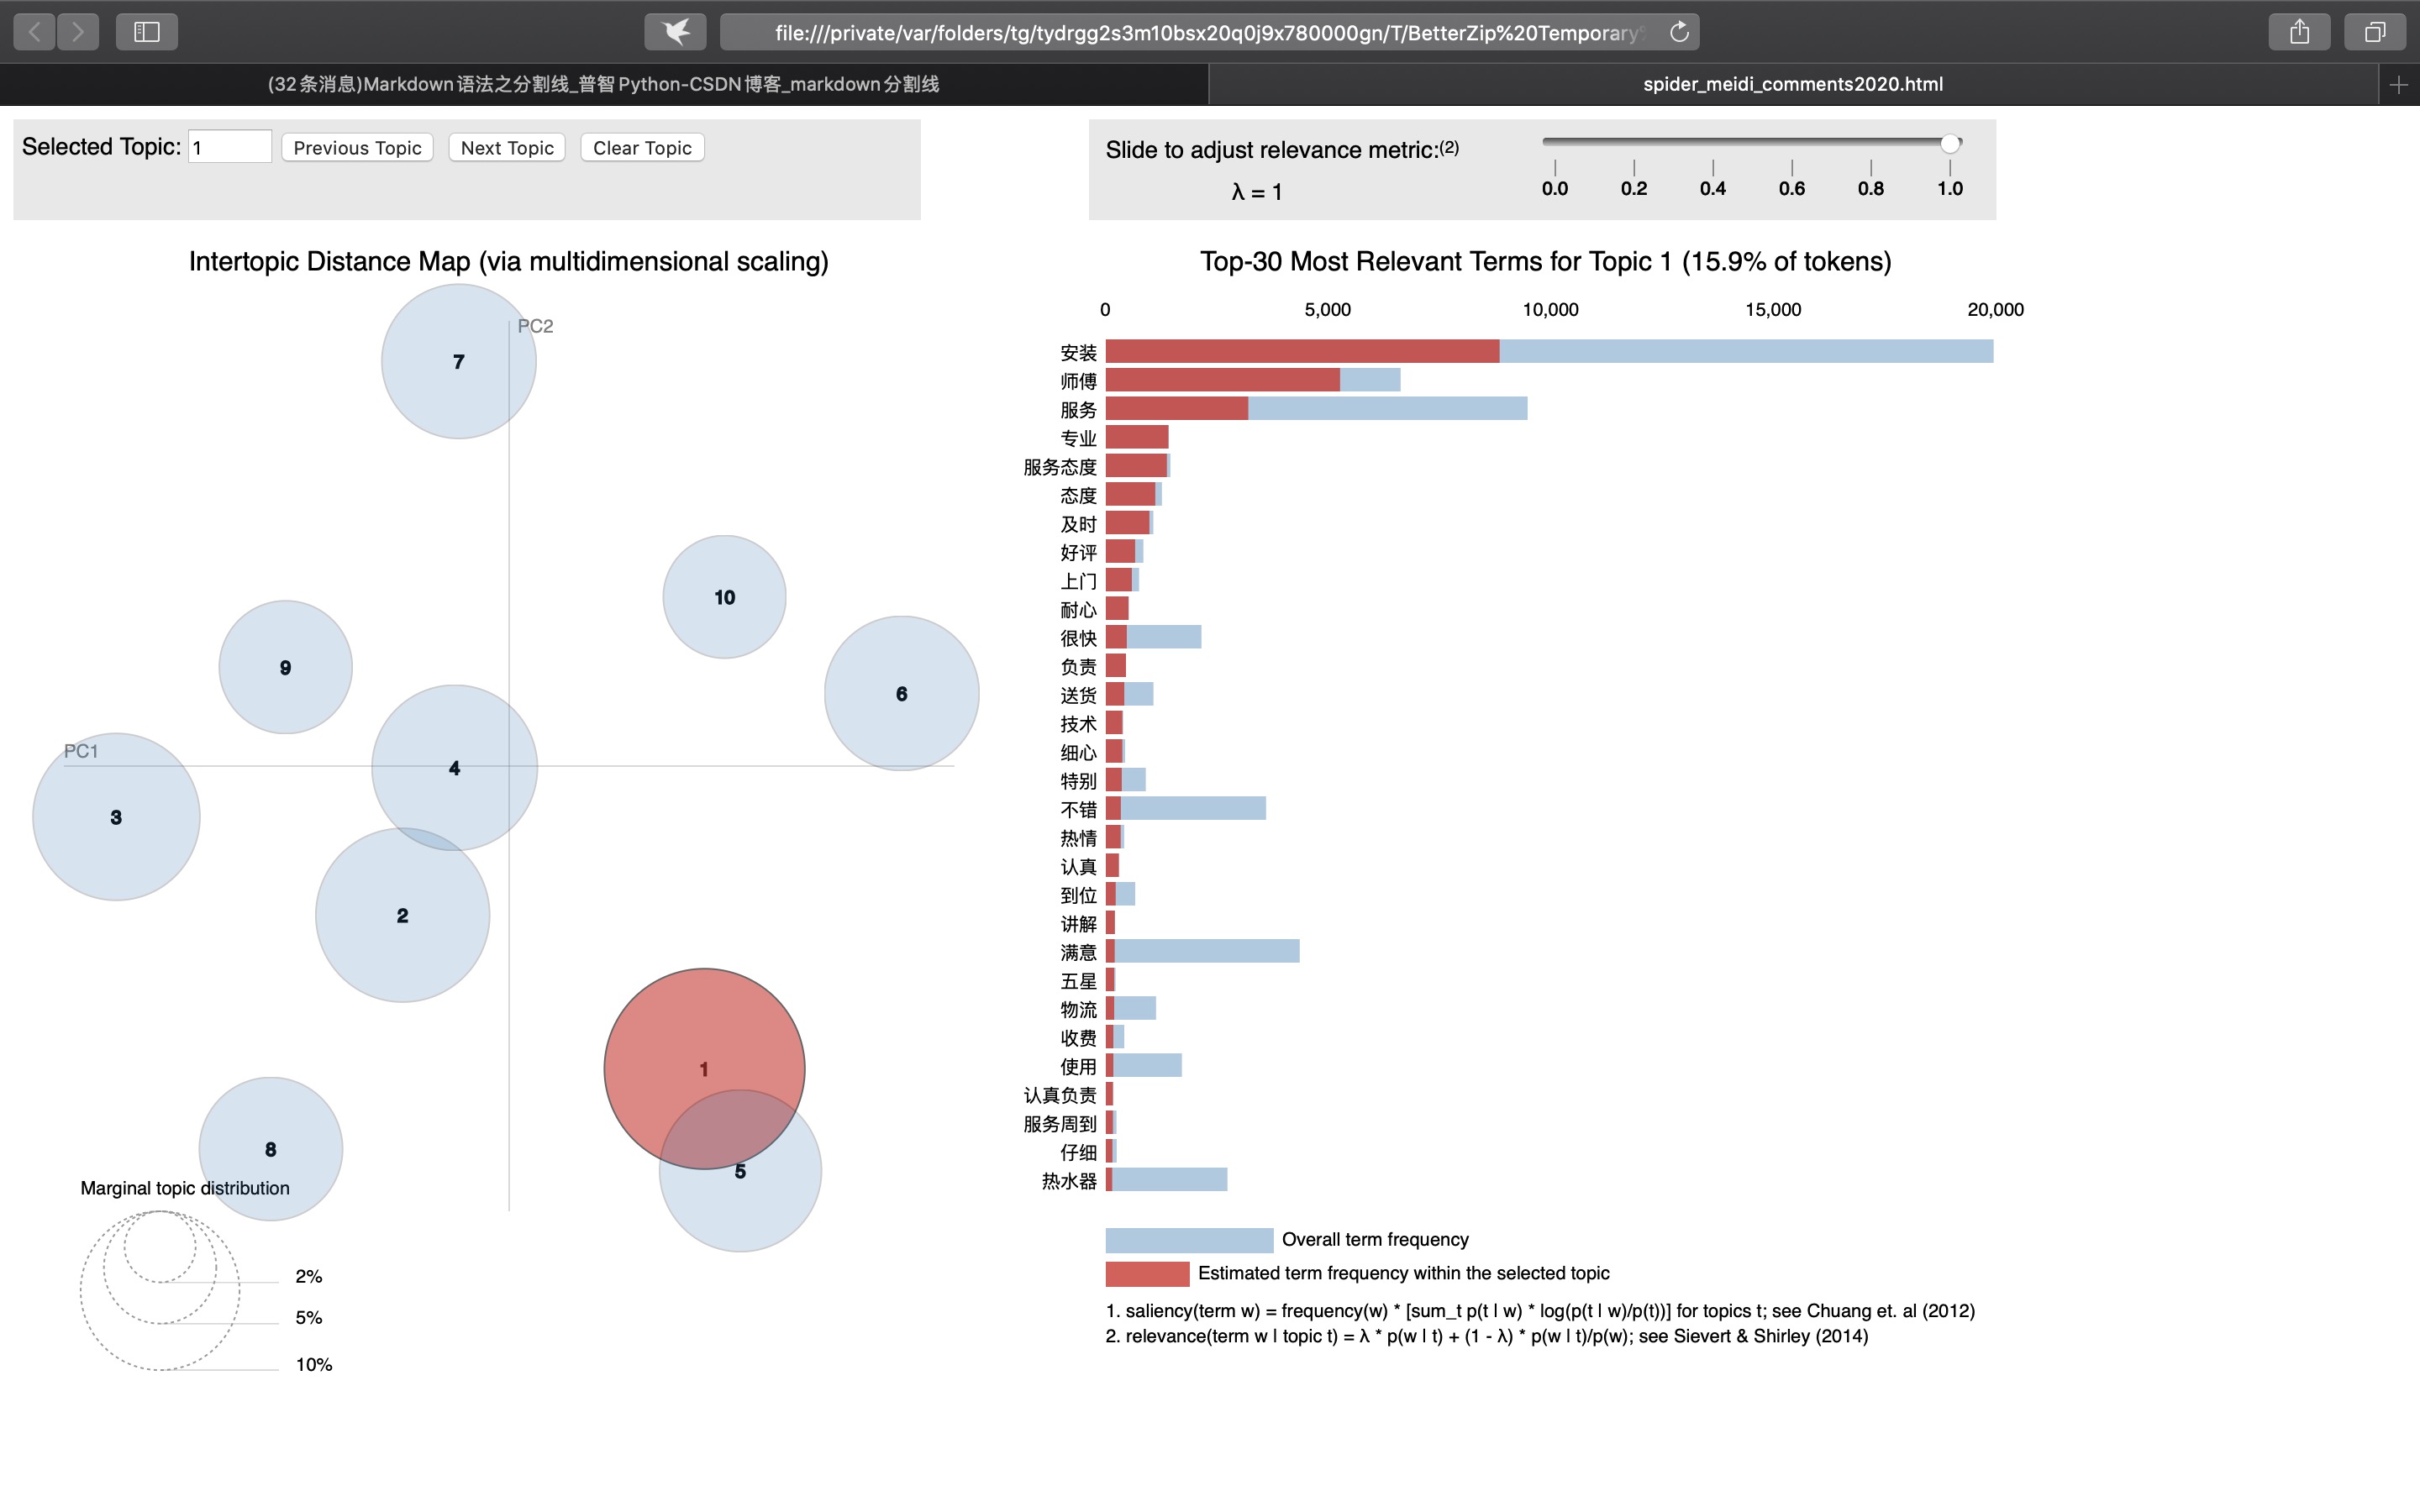 file:///private/var/folders/tg/tydrgg2s3m10bsx20q0j9x780000gn/T/BetterZip%20Temporary
(32条消息)Markdown语法之分割线_普智Python-CSDN博客_markdown分割线
spider_meidi_comments2020.html
Selected Topic: 1 Previous Topic Next Topic Clear Topic
Slide to adjust relevance metric:(2)
λ = 1
0.0 0.2 0.4 0.6 0.8 1.0
Intertopic Distance Map (via multidimensional scaling)
PC2
7
10
9
6
PC1
4
3
2
1
8
5
Marginal topic distribution
2%
5%
10%
Top-30 Most Relevant Terms for Topic 1 (15.9% of tokens)
0 5,000 10,000 15,000 20,000
安装
师傅
服务
专业
服务态度
态度
及时
好评
上门
耐心
很快
负责
送货
技术
细心
特别
不错
热情
认真
到位
讲解
满意
五星
物流
收费
使用
认真负责
服务周到
仔细
热水器
Overall term frequency
Estimated term frequency within the selected topic
1. saliency(term w) = frequency(w) * [sum_t p(t | w) * log(p(t | w)/p(t))] for topics t; see Chuang et. al (2012)
2. relevance(term w | topic t) = λ * p(w | t) + (1 - λ) * p(w | t)/p(w); see Sievert & Shirley (2014)